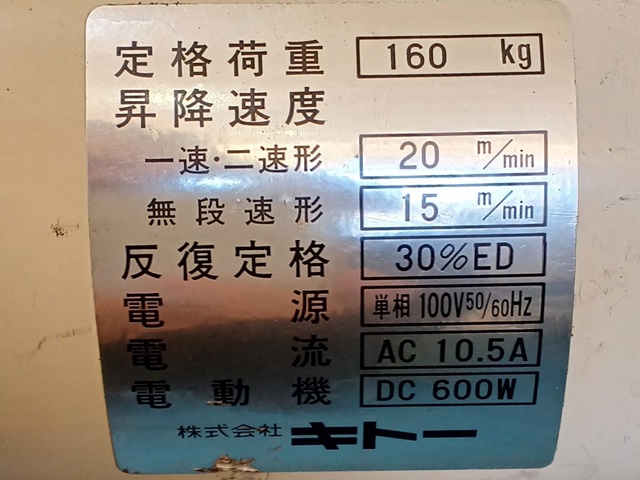 定格荷重 160 kg
昇降速度
一速・二速形 20 m/min
無段速形 15 m/min
反復定格 30%ED
電源 単相 100V50/60Hz
電流 AC 10.5A
電動機 DC 600W
株式会社 キトー